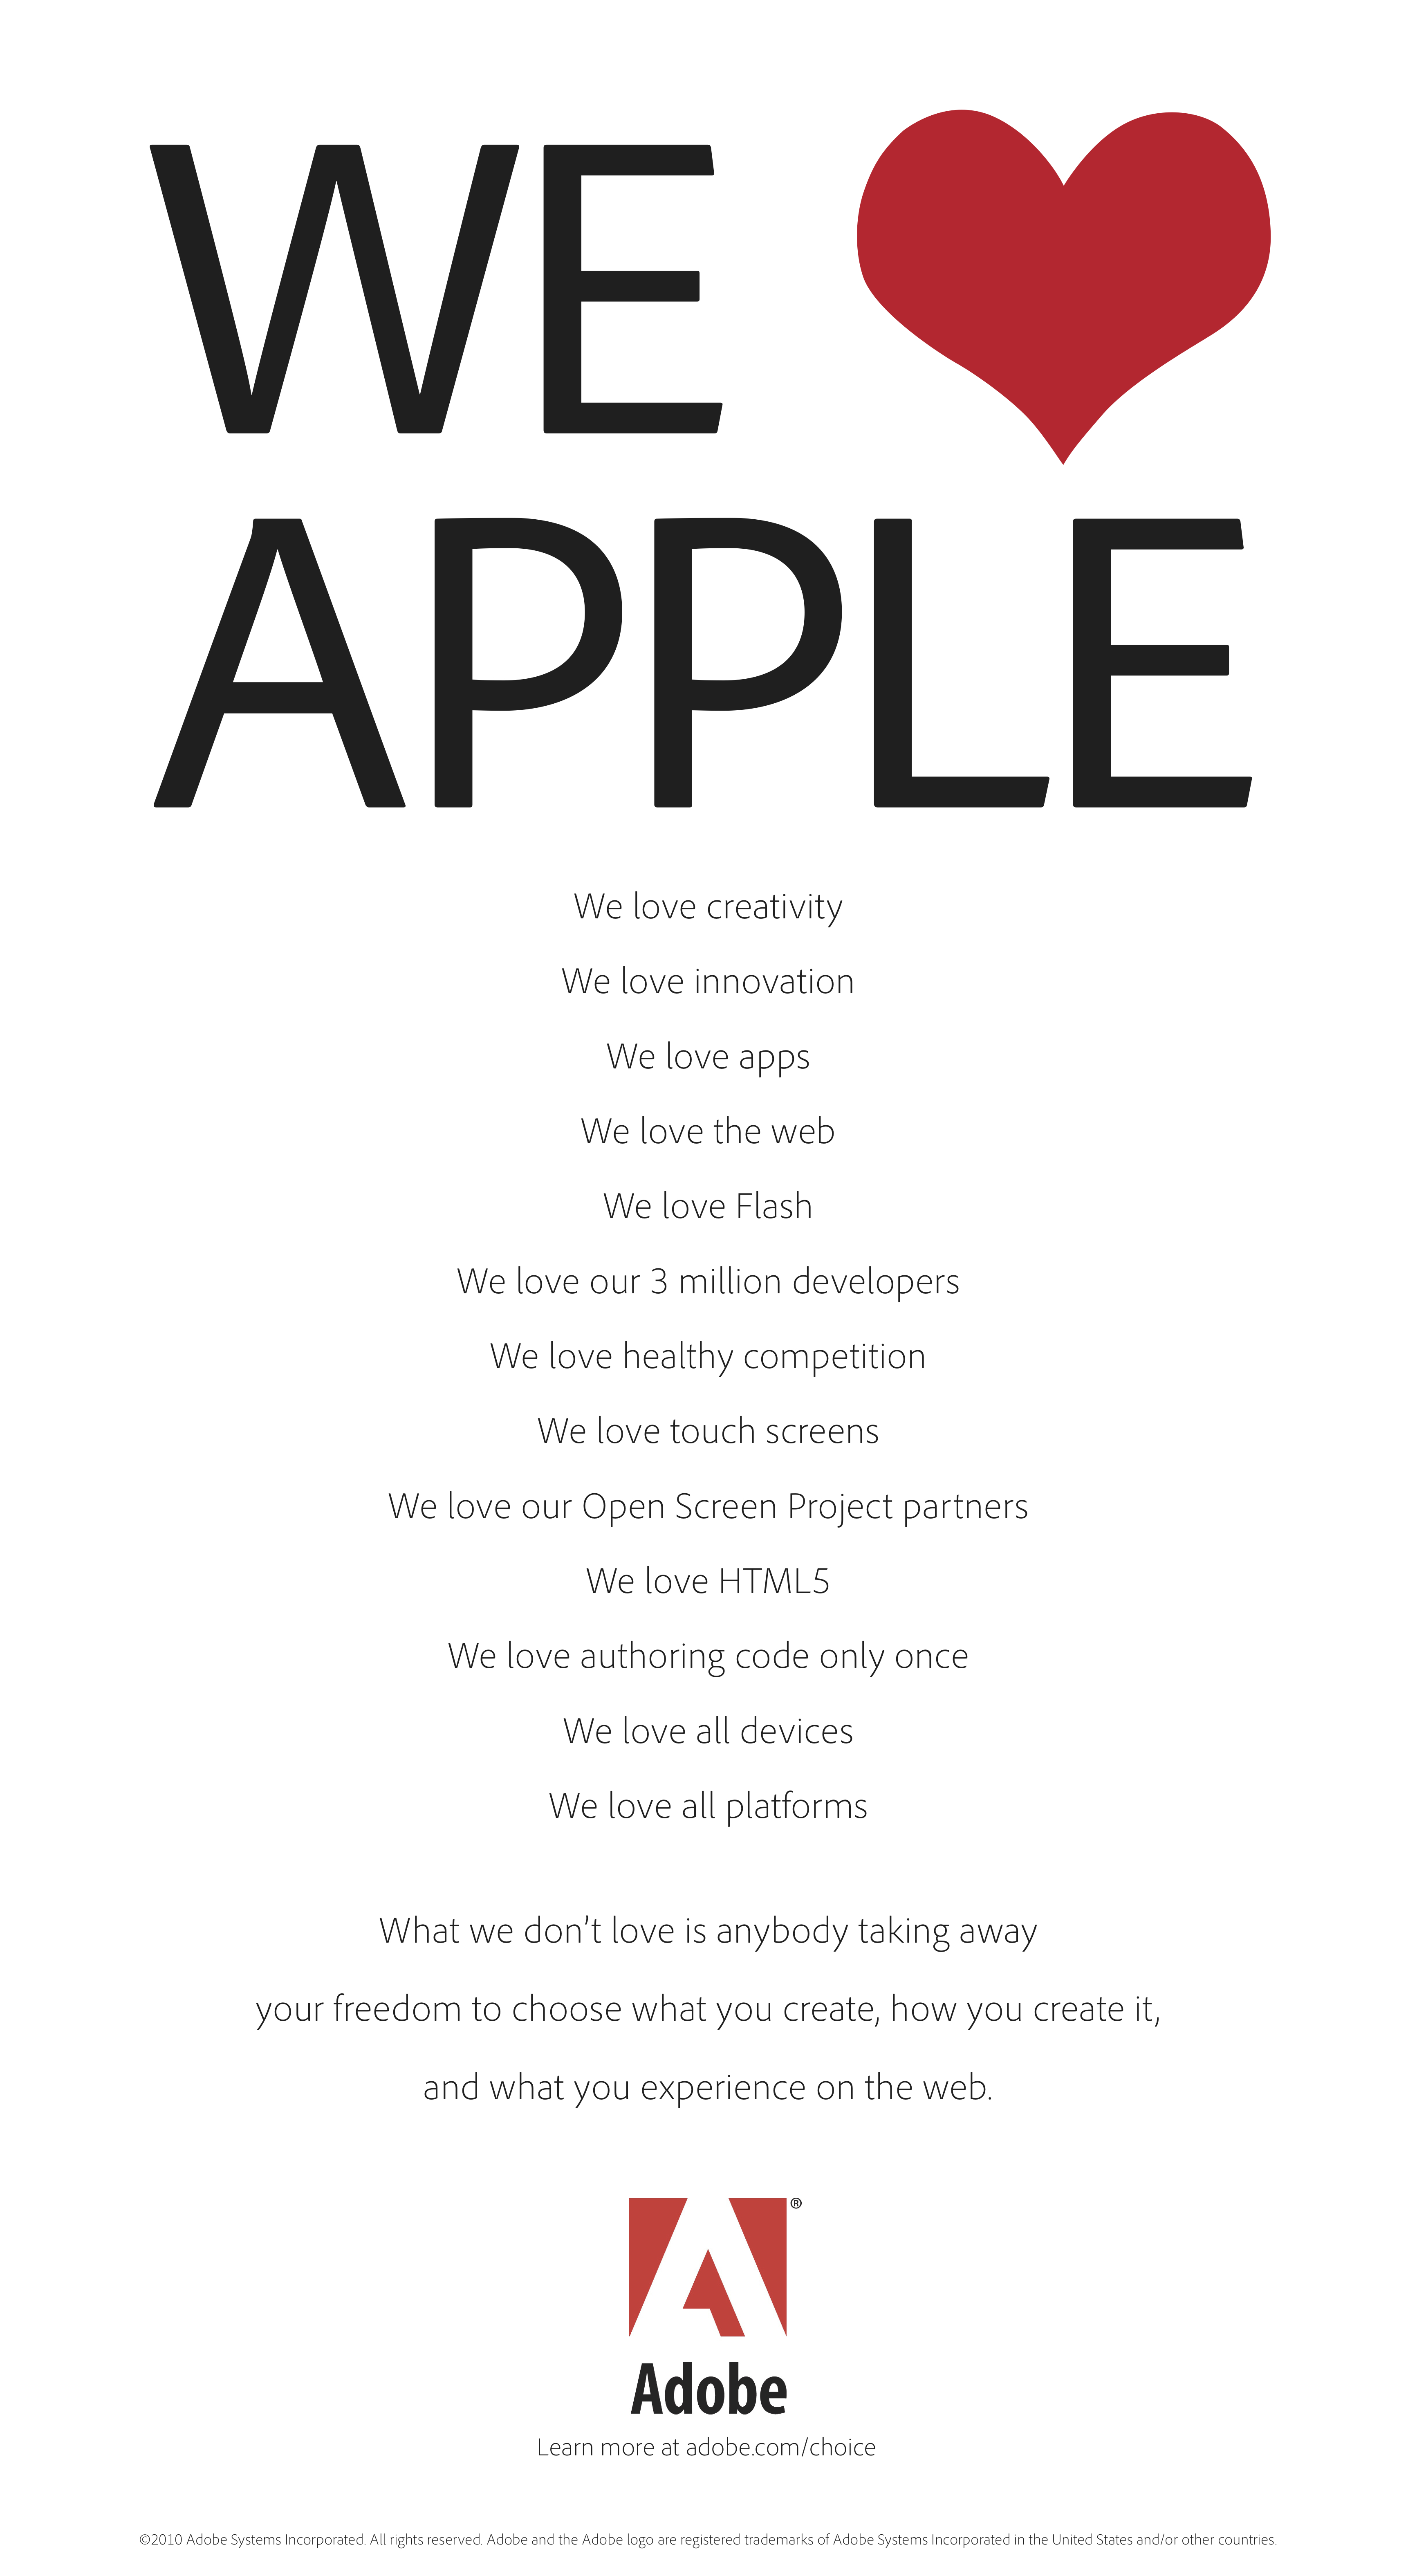 WE ♥
APPLE
We love creativity
We love innovation
We love apps
We love the web
We love Flash
We love our 3 million developers
We love healthy competition
We love touch screens
We love our Open Screen Project partners
We love HTML5
We love authoring code only once
We love all devices
We love all platforms
What we don’t love is anybody taking away
your freedom to choose what you create, how you create it,
and what you experience on the web.
®
Adobe
Learn more at adobe.com/choice
©2010 Adobe Systems Incorporated. All rights reserved. Adobe and the Adobe logo are registered trademarks of Adobe Systems Incorporated in the United States and/or other countries.